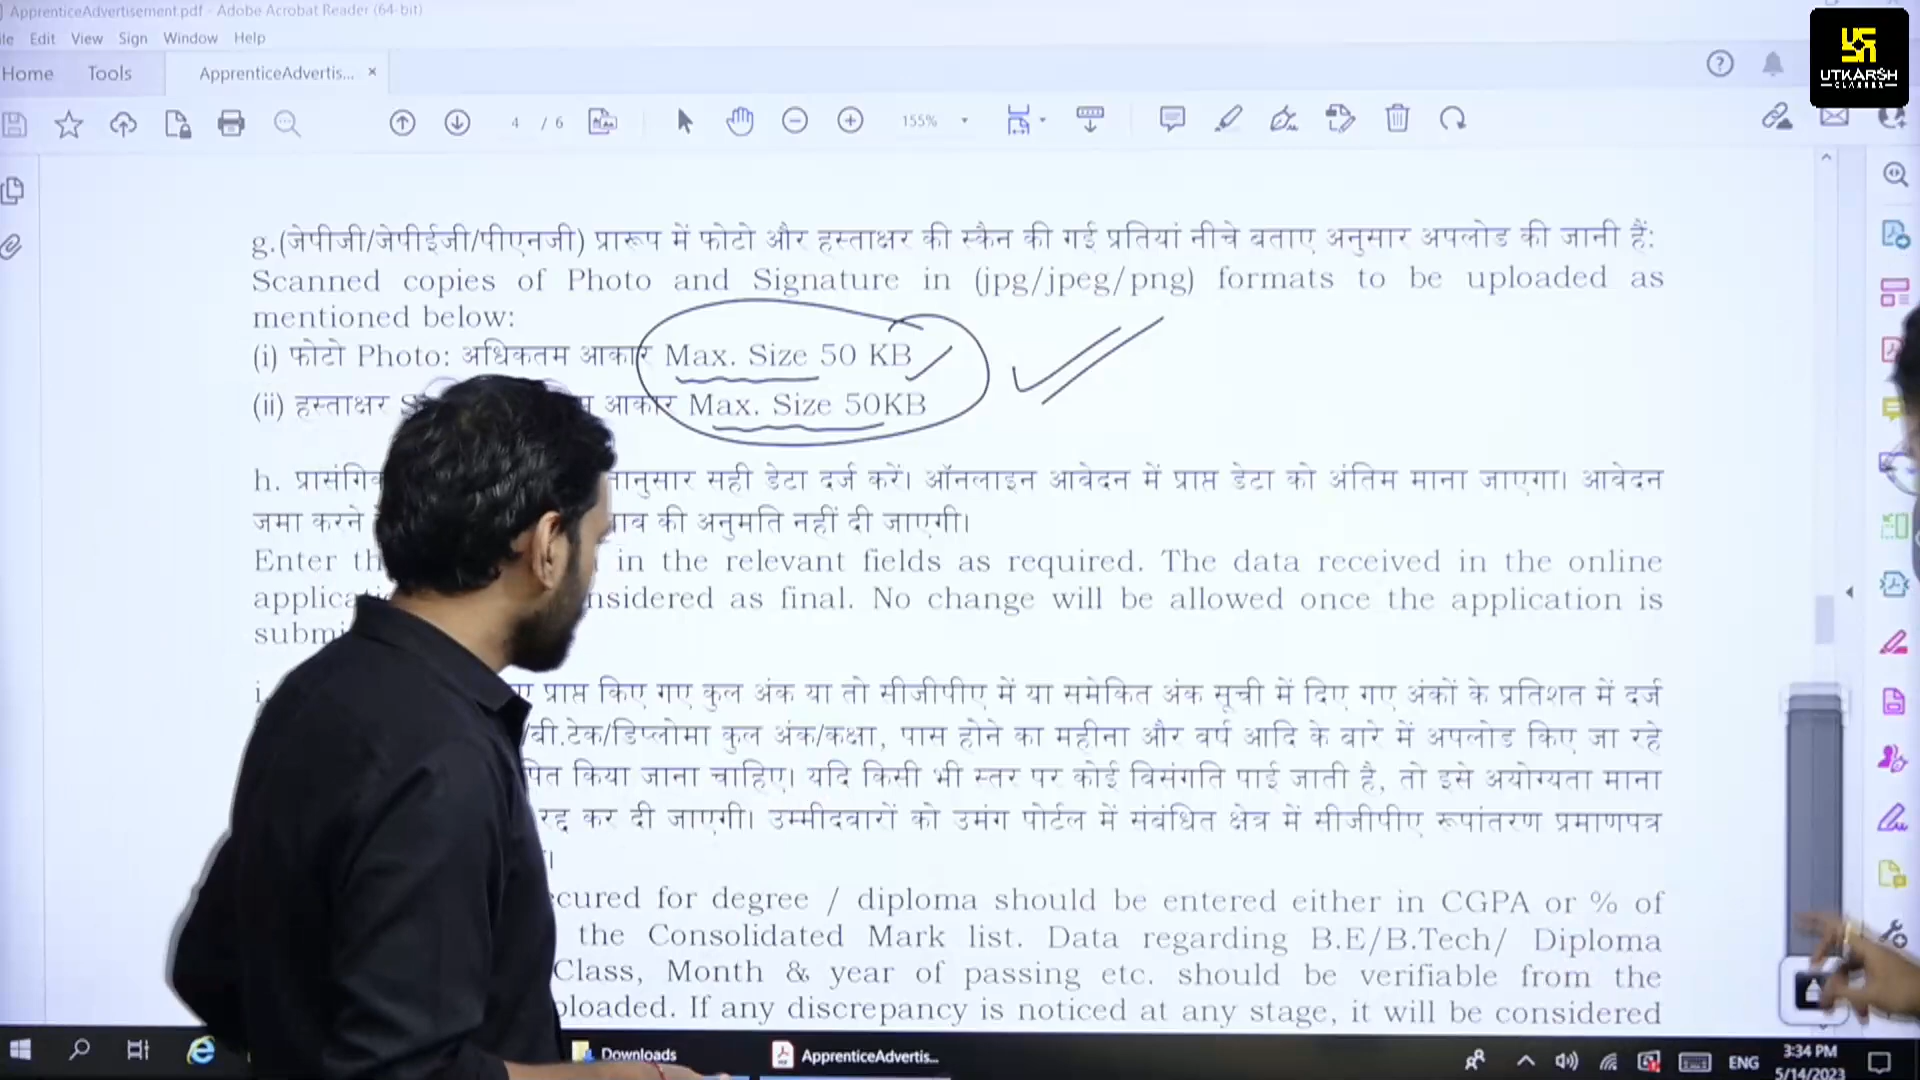 ApprenticeAdvertisement.pdf - Adobe Acrobat Reader (64-bit)
Edit View Sign Window Help
Home Tools ApprenticeAdvertis... ×
4 / 6 155%
UTKARSH
CLASSES
g.(जेपीजी/जेपीईजी/पीएनजी) प्रारूप में फोटो और हस्ताक्षर की स्कैन की गई प्रतियां नीचे बताए अनुसार अपलोड की जानी हैं:
Scanned copies of Photo and Signature in (jpg/jpeg/png) formats to be uploaded as
mentioned below:
(i) फोटो Photo: अधिकतम आकार Max. Size 50 KB
(ii) हस्ताक्षर आकार Max. Size 50KB
h. सही डेटा दर्ज करें। ऑनलाइन आवेदन में प्राप्त डेटा को अंतिम माना जाएगा। आवेदन
जमा करने की अनुमति नहीं दी जाएगी।
Enter in the relevant fields as required. The data received in the online
as final. No change will be allowed once the application is
प्राप्त किए गए कुल अंक या तो सीजीपीए में या समेकित अंक सूची में दिए गए अंकों के प्रतिशत में दर्ज
/बी.टेक/डिप्लोमा कुल अंक/कक्षा, पास होने का महीना और वर्ष आदि के बारे में अपलोड किए जा रहे
किया जाना चाहिए। यदि किसी भी स्तर पर कोई विसंगति पाई जाती है, तो इसे अयोग्यता माना
रद्द कर दी जाएगी। उम्मीदवारों को उमंग पोर्टल में संबंधित क्षेत्र में सीजीपीए रूपांतरण प्रमाणपत्र
for degree / diploma should be entered either in CGPA or % of
the Consolidated Mark list. Data regarding B.E/B.Tech/ Diploma
Class, Month & year of passing etc. should be verifiable from the
If any discrepancy is noticed at any stage, it will be considered
Downloads ApprenticeAdvertis... ENG 3:34 PM
5/14/2023